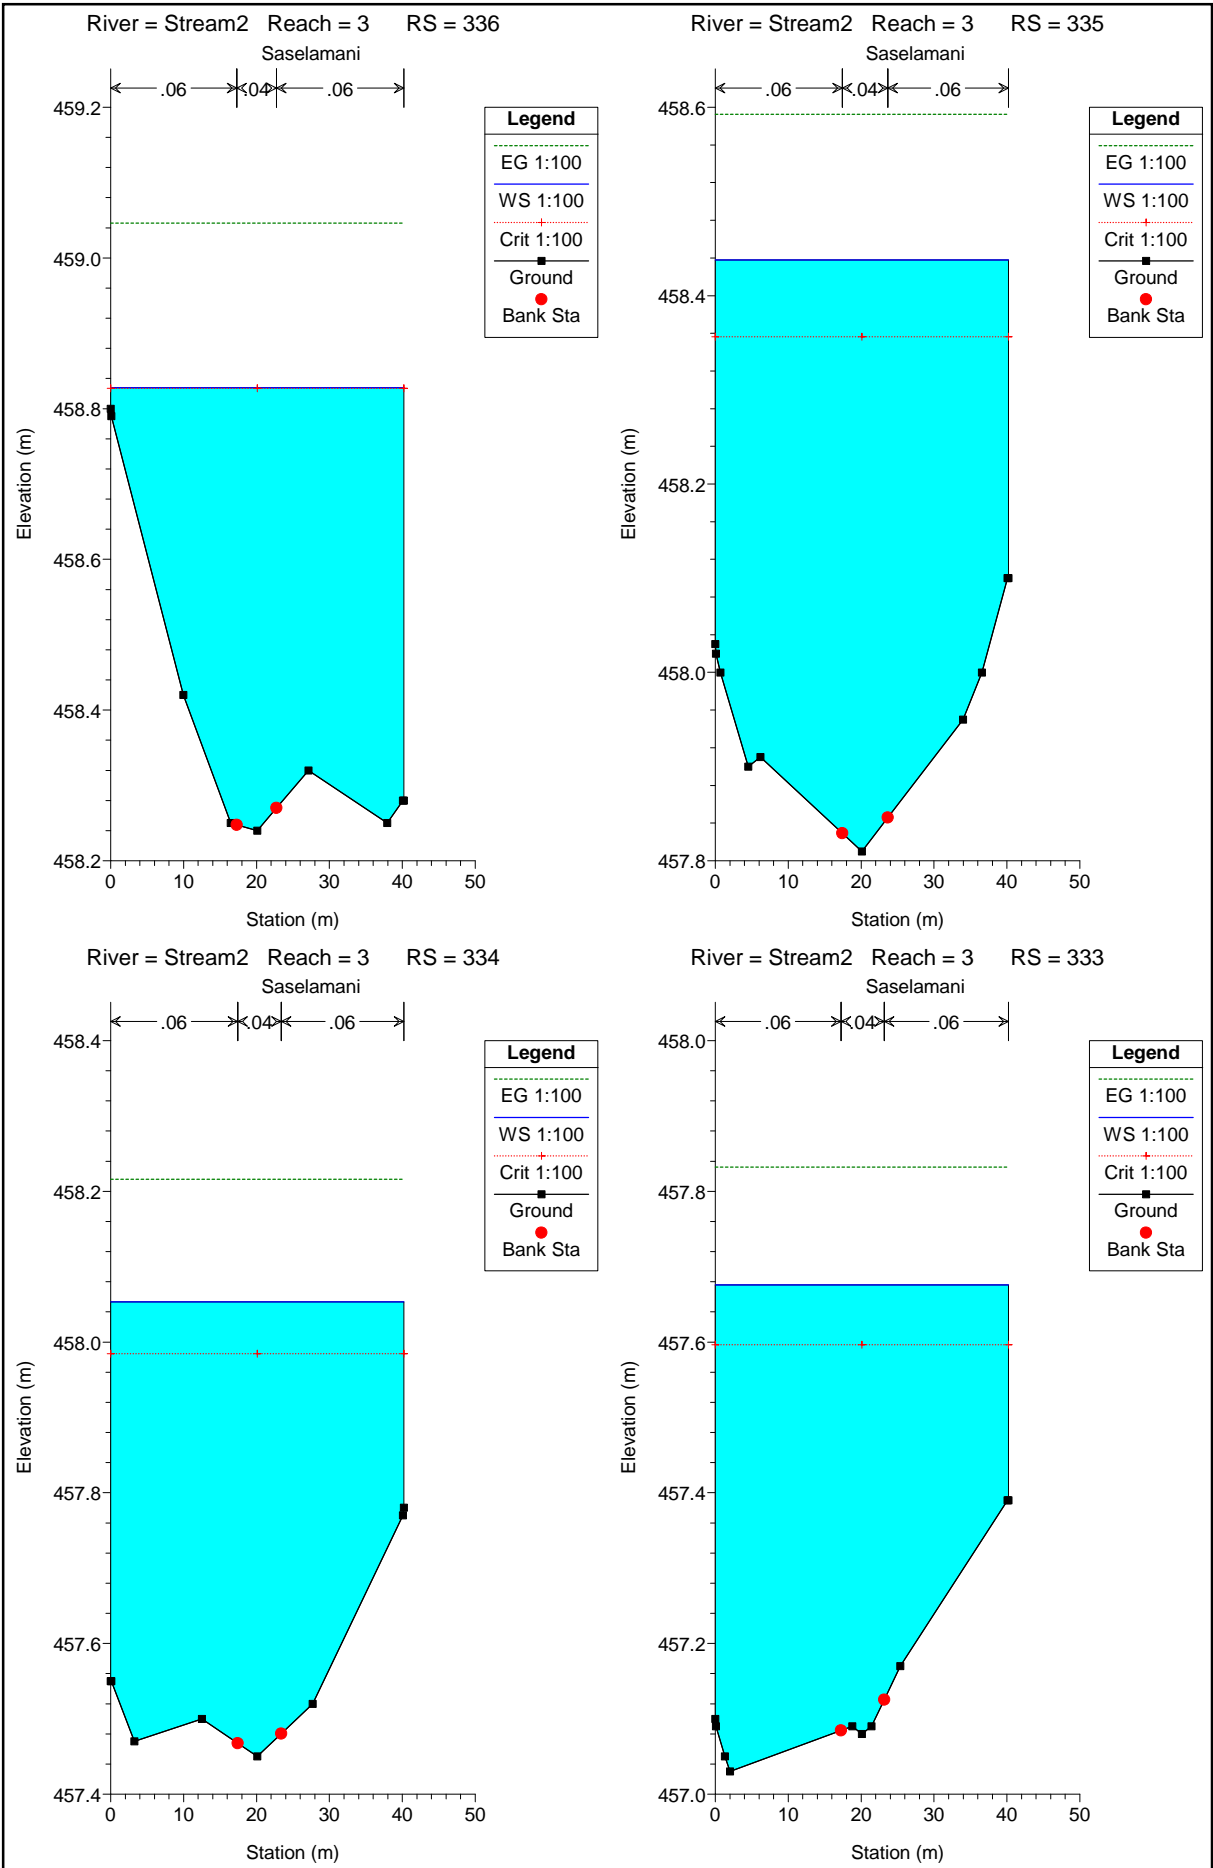 River = Stream2 Reach = 3 RS = 336
Saselamani
.06 .04 .06
459.2
459.0
458.8
458.6
458.4
458.2
Elevation (m)
0 10 20 30 40 50
Station (m)
Legend
EG 1:100
WS 1:100
Crit 1:100
Ground
Bank Sta
River = Stream2 Reach = 3 RS = 335
Saselamani
.06 .04 .06
458.6
458.4
458.2
458.0
457.8
Elevation (m)
0 10 20 30 40 50
Station (m)
Legend
EG 1:100
WS 1:100
Crit 1:100
Ground
Bank Sta
River = Stream2 Reach = 3 RS = 334
Saselamani
.06 .04 .06
458.4
458.2
458.0
457.8
457.6
457.4
Elevation (m)
0 10 20 30 40 50
Station (m)
Legend
EG 1:100
WS 1:100
Crit 1:100
Ground
Bank Sta
River = Stream2 Reach = 3 RS = 333
Saselamani
.06 .04 .06
458.0
457.8
457.6
457.4
457.2
457.0
Elevation (m)
0 10 20 30 40 50
Station (m)
Legend
EG 1:100
WS 1:100
Crit 1:100
Ground
Bank Sta